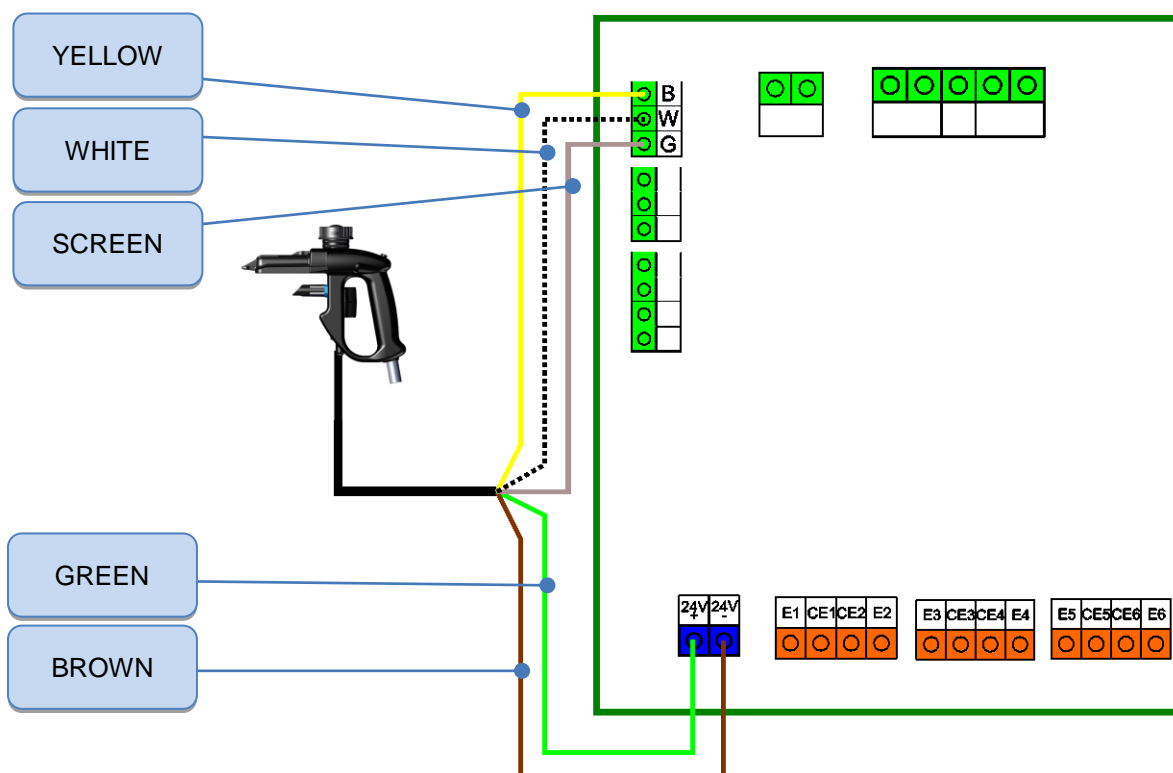 YELLOW
WHITE
SCREEN
B
W
G
GREEN
BROWN
24V 24V
+ -
E1 CE1 CE2 E2
E3 CE3 CE4 E4
E5 CE5 CE6 E6